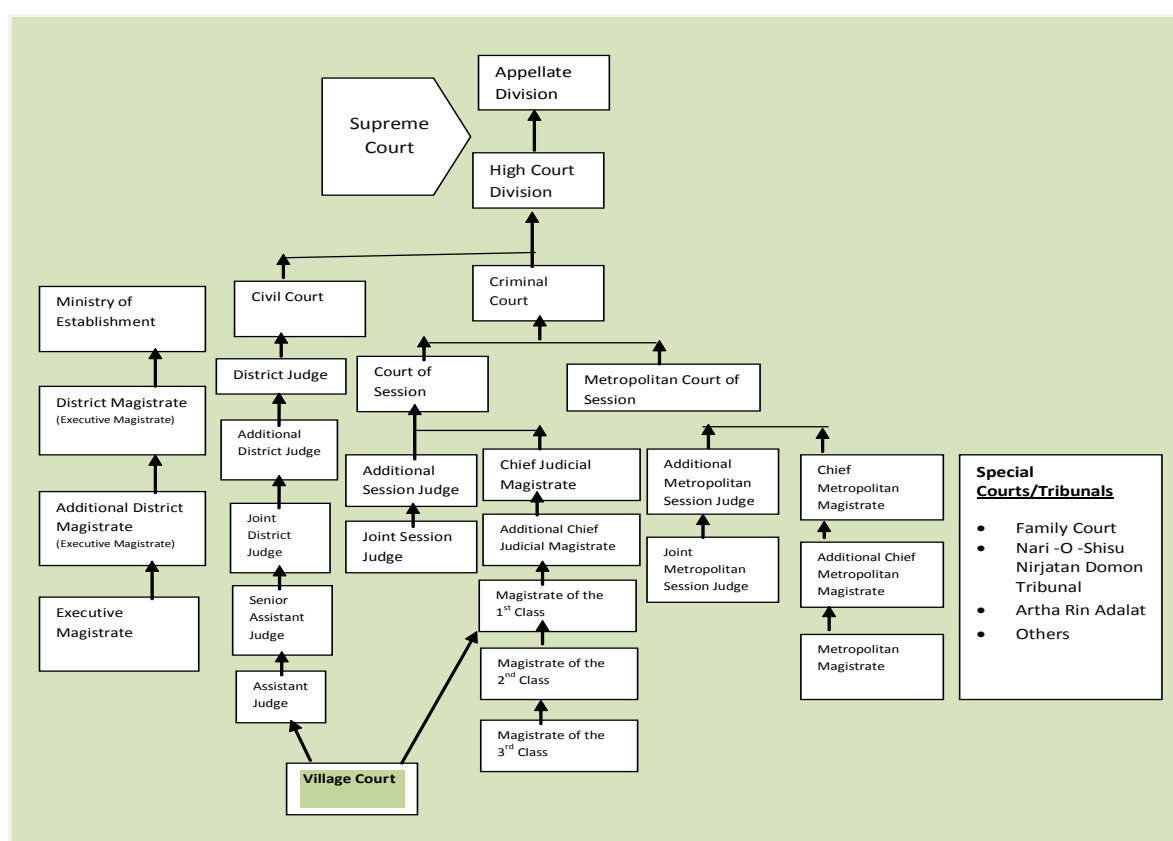 Appellate
Division
Supreme
Court
High Court
Division
Criminal
Court
Civil Court
Ministry of
Establishment
District Judge
Court of
Session
Metropolitan Court of
Session
District Magistrate
(Executive Magistrate)
Additional
District Judge
Additional
Session Judge
Chief Judicial
Magistrate
Additional
Metropolitan
Session Judge
Chief
Metropolitan
Magistrate
Special
Courts/Tribunals
• Family Court
• Nari -O -Shisu
Nirjatan Domon
Tribunal
• Artha Rin Adalat
• Others
Additional District
Magistrate
(Executive Magistrate)
Joint
District
Judge
Joint Session
Judge
Additional Chief
Judicial Magistrate
Joint
Metropolitan
Session Judge
Additional Chief
Metropolitan
Magistrate
Executive
Magistrate
Senior
Assistant
Judge
Magistrate of the
1st Class
Metropolitan
Magistrate
Assistant
Judge
Magistrate of the
2nd Class
Magistrate of the
3rd Class
Village Court